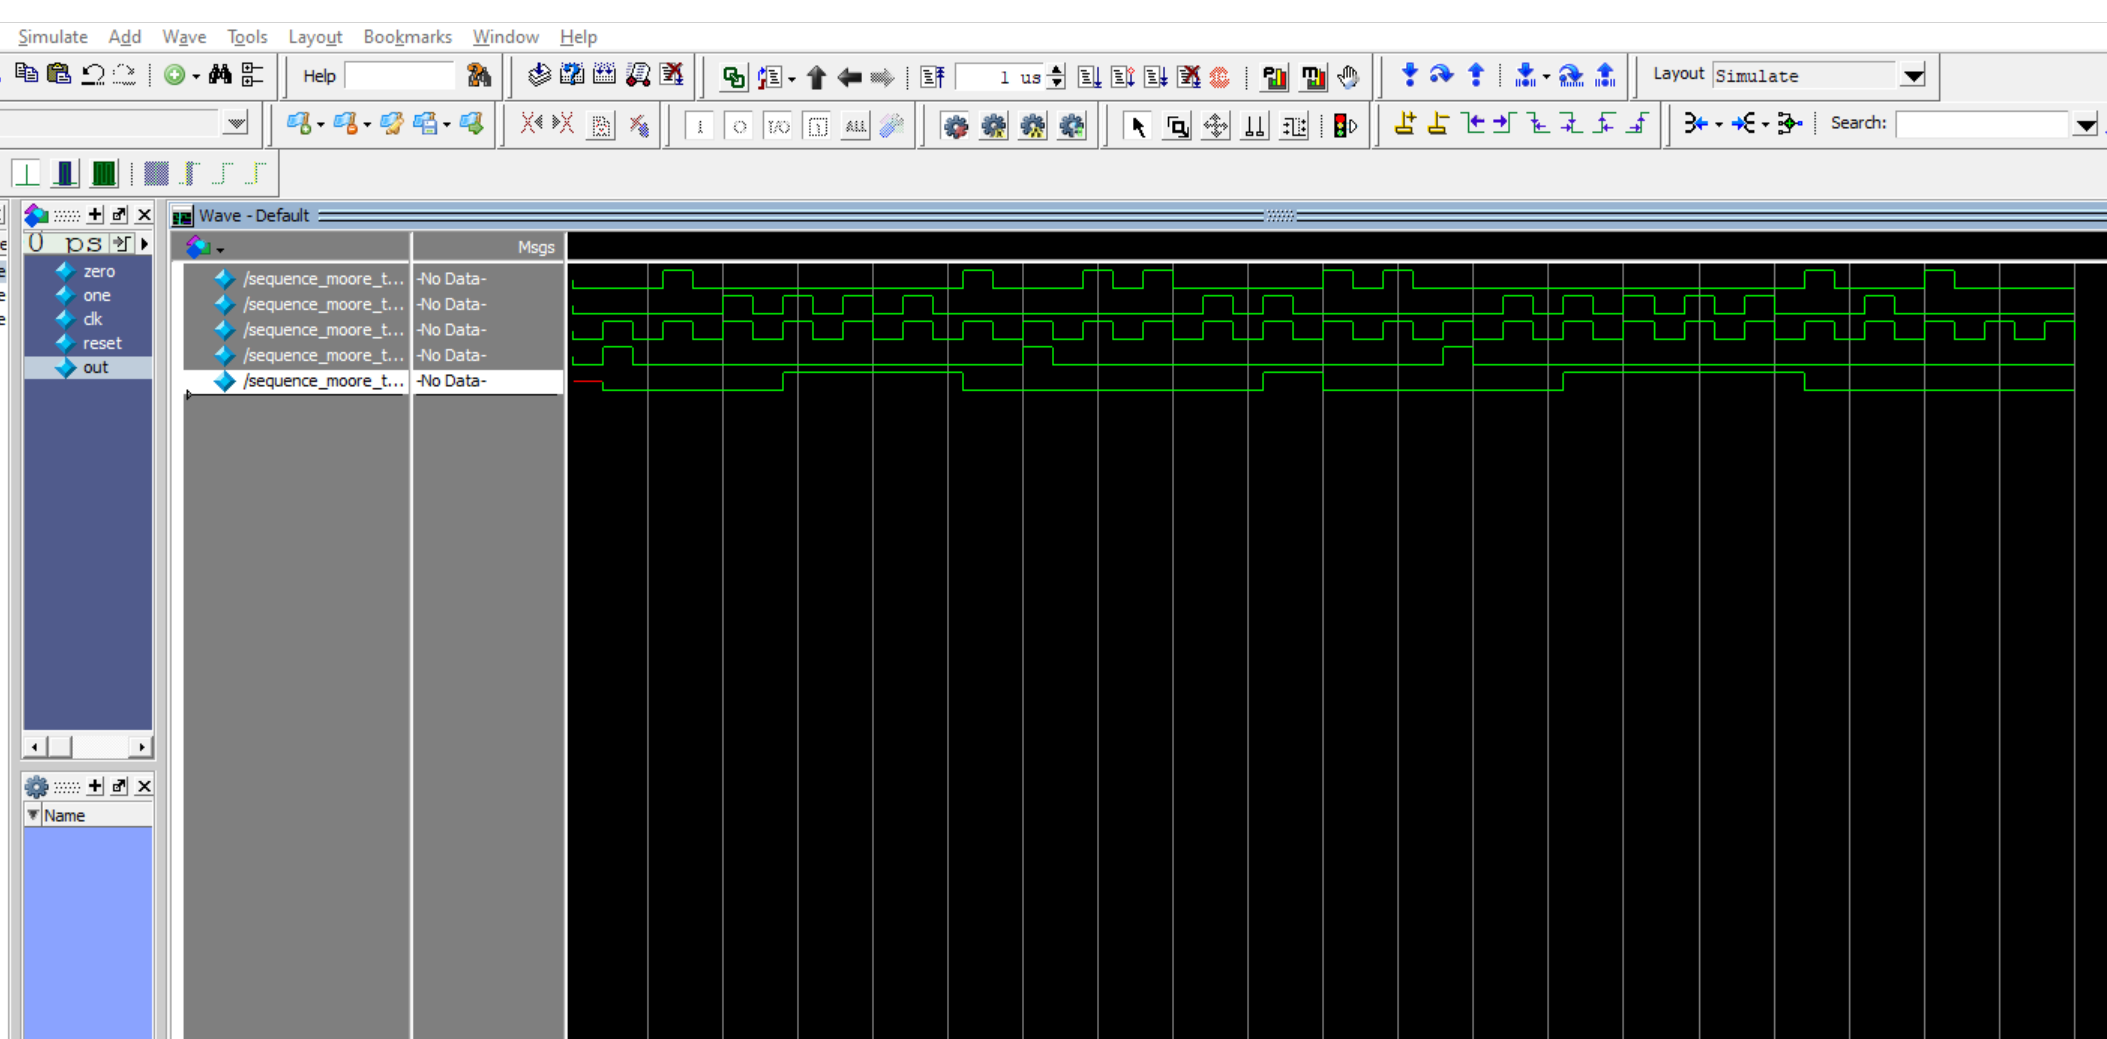 Simulate Add Wave Tools Layout Bookmarks Window Help
Help 1 us Layout Simulate
Search:
Wave - Default
0 ps
Msgs
zero
one
clk
reset
out
/sequence_moore_t... -No Data-
/sequence_moore_t... -No Data-
/sequence_moore_t... -No Data-
/sequence_moore_t... -No Data-
/sequence_moore_t... -No Data-
Name